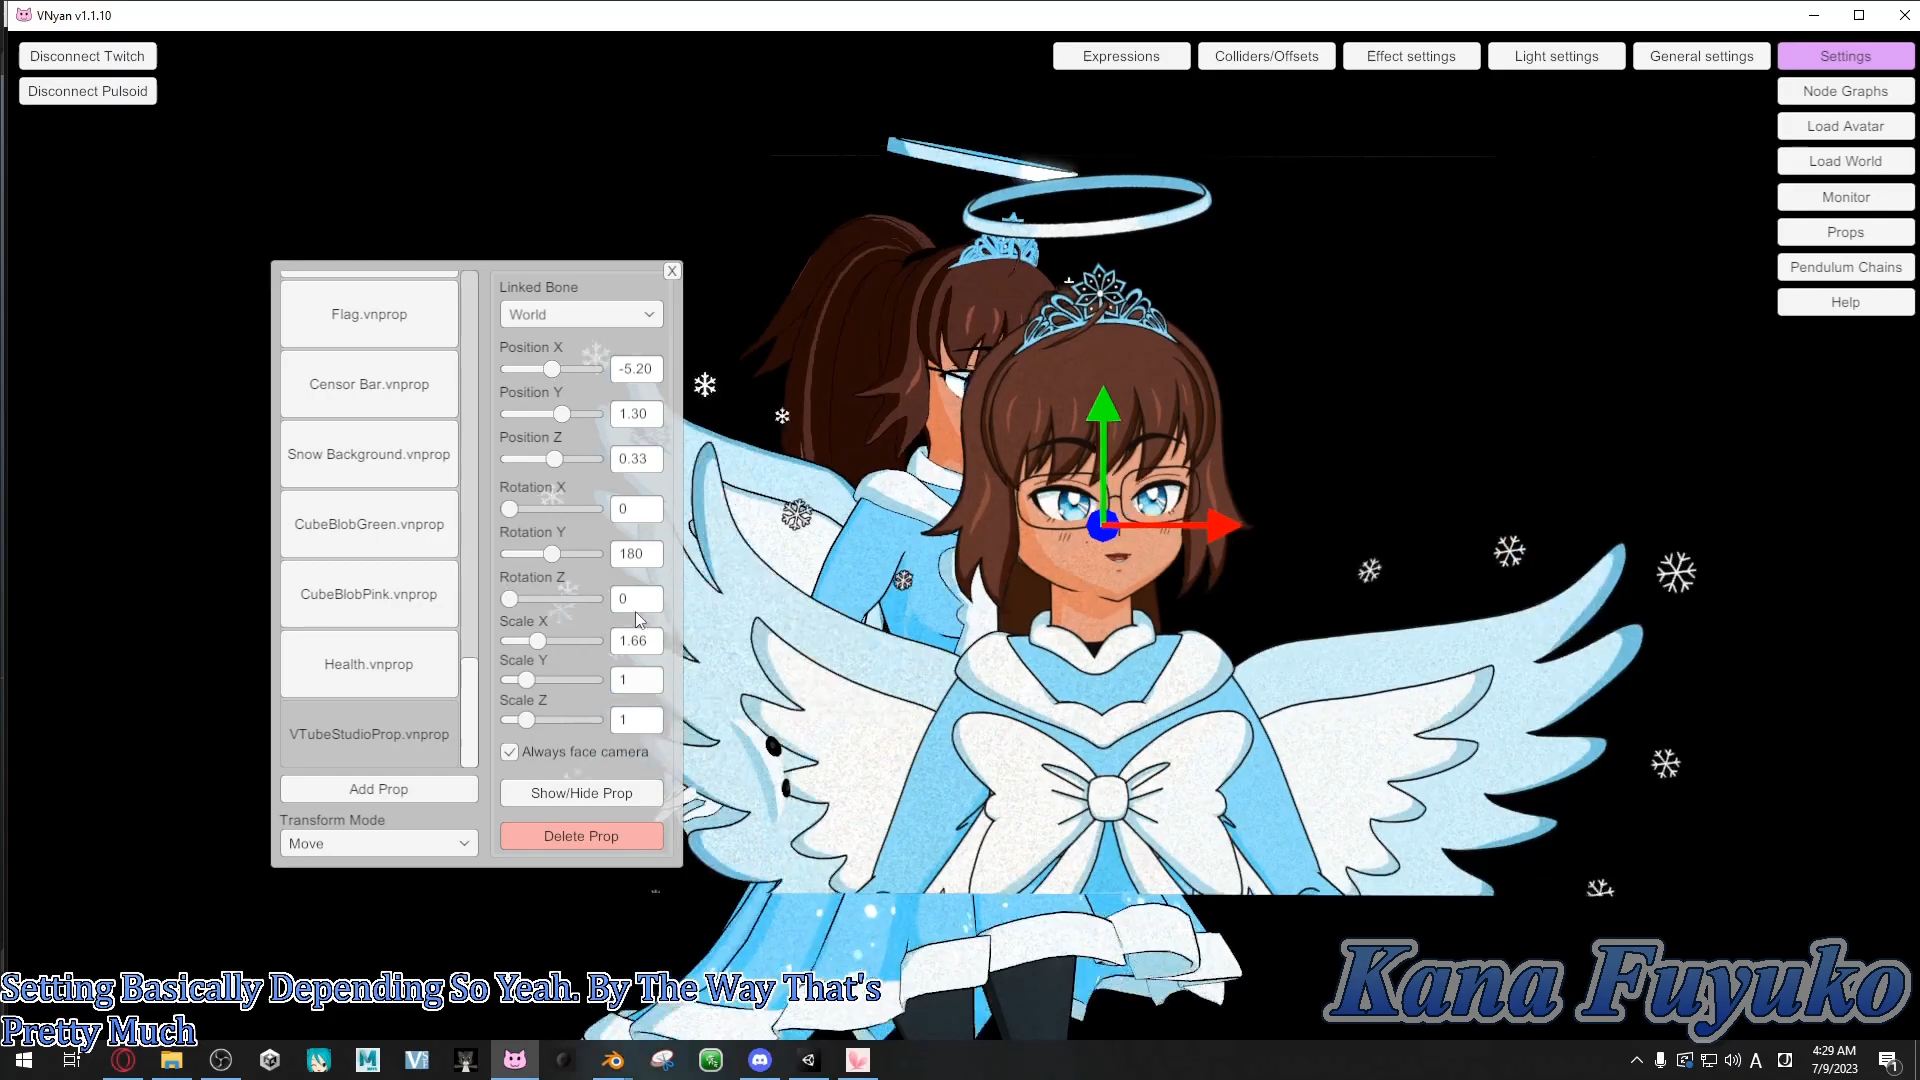 VNyan v1.1.10
Disconnect Twitch
Disconnect Pulsoid
Expressions
Colliders/Offsets
Effect settings
Light settings
General settings
Settings
Node Graphs
Load Avatar
Load World
Monitor
Props
Pendulum Chains
Help
X
Flag.vnprop
Censor Bar.vnprop
Snow Background.vnprop
CubeBlobGreen.vnprop
CubeBlobPink.vnprop
Health.vnprop
VTubeStudioProp.vnprop
Add Prop
Transform Mode
Move
Linked Bone
World
Position X
-5.20
Position Y
1.30
Position Z
0.33
Rotation X
0
Rotation Y
180
Rotation Z
0
Scale X
1.66
Scale Y
1
Scale Z
1
Always face camera
Show/Hide Prop
Delete Prop
Setting Basically Depending So Yeah. By The Way That's
Pretty Much
Kana Fuyuko
A
4:29 AM
7/9/2023
1